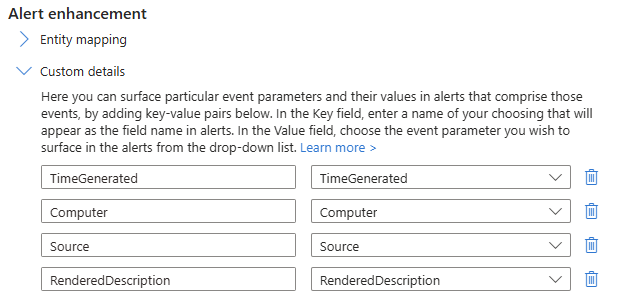 Alert enhancement
Entity mapping
Custom details
Here you can surface particular event parameters and their values in alerts that comprise those
events, by adding key-value pairs below. In the Key field, enter a name of your choosing that will
appear as the field name in alerts. In the Value field, choose the event parameter you wish to
surface in the alerts from the drop-down list. Learn more >
TimeGenerated TimeGenerated
Computer Computer
Source Source
RenderedDescription RenderedDescription